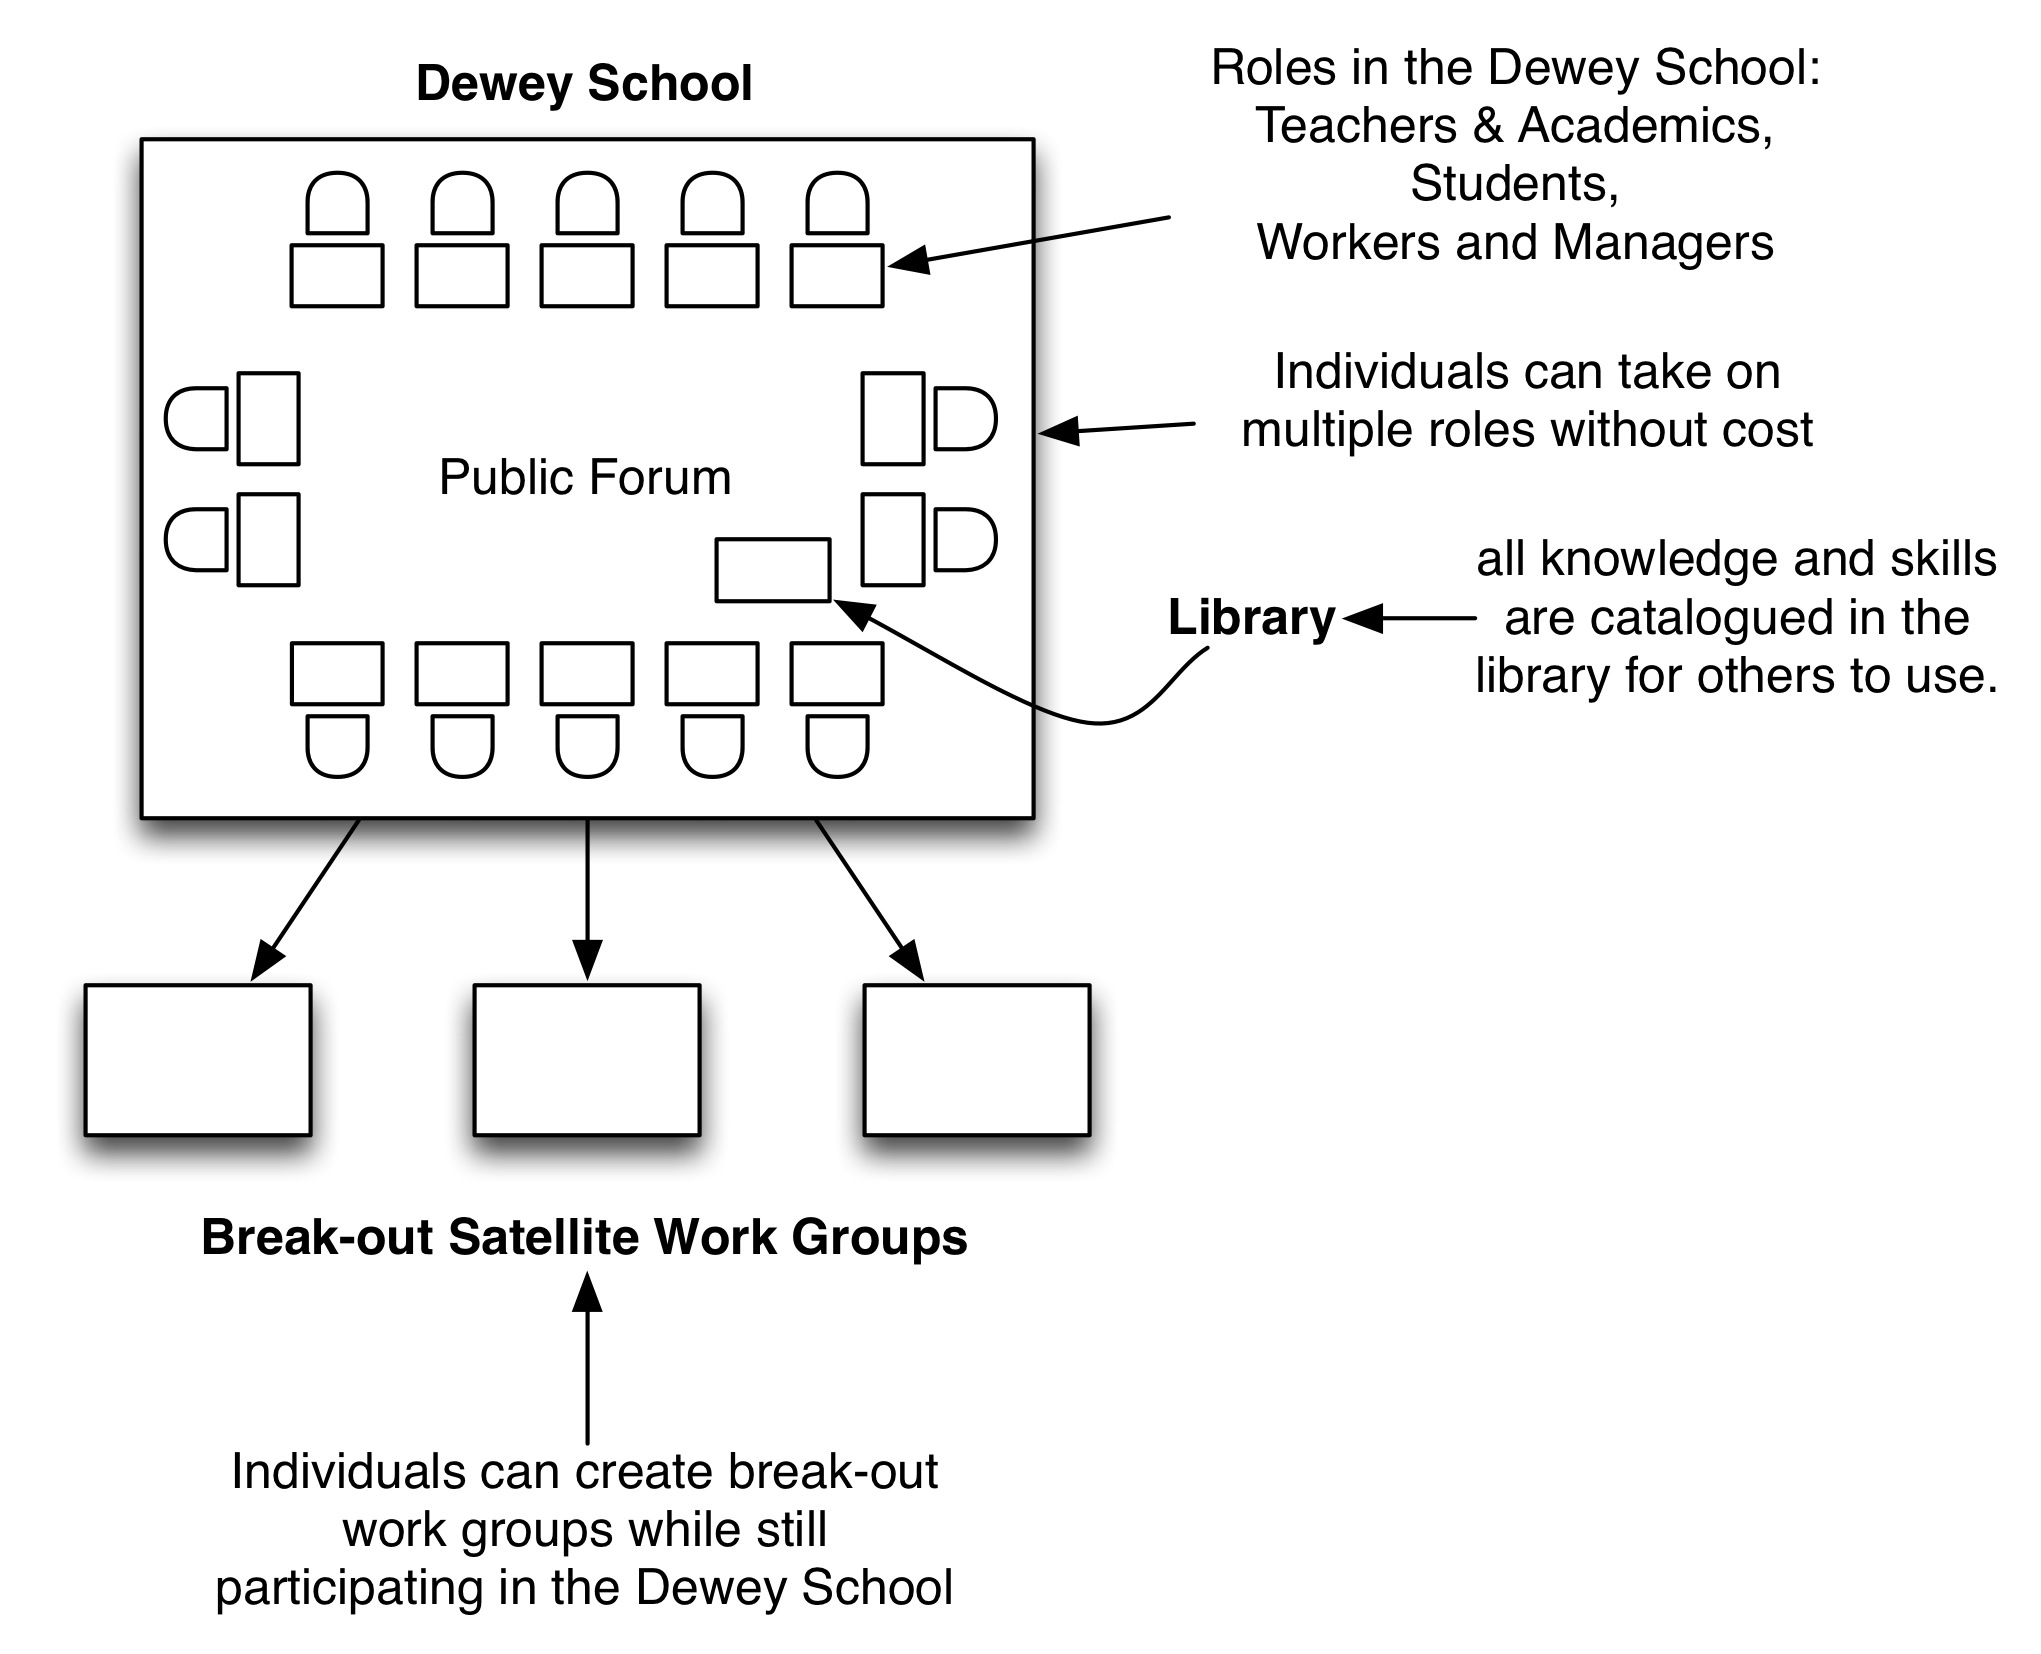 Dewey School
Roles in the Dewey School:
Teachers & Academics,
Students,
Workers and Managers
Individuals can take on
multiple roles without cost
Public Forum
Library
all knowledge and skills
are catalogued in the
library for others to use.
Break-out Satellite Work Groups
Individuals can create break-out
work groups while still
participating in the Dewey School